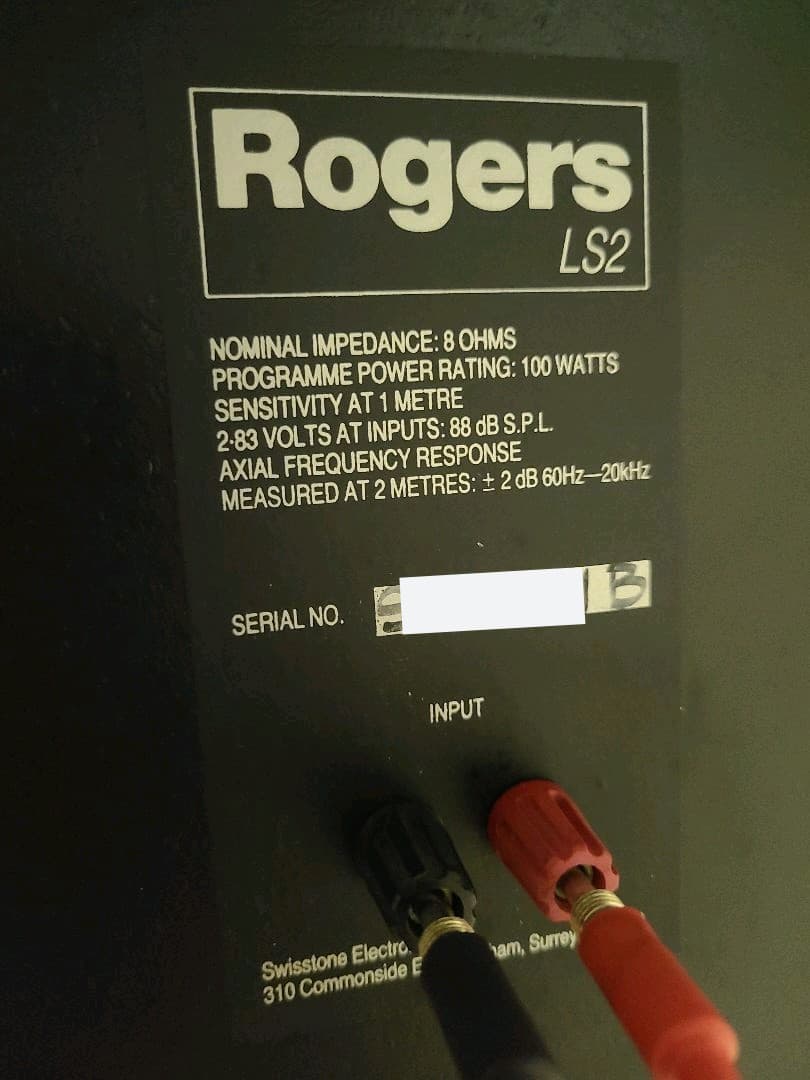 Rogers
LS2
NOMINAL IMPEDANCE: 8 OHMS
PROGRAMME POWER RATING: 100 WATTS
SENSITIVITY AT 1 METRE
2·83 VOLTS AT INPUTS: 88 dB S.P.L.
AXIAL FREQUENCY RESPONSE
MEASURED AT 2 METRES: ± 2 dB 60Hz—20kHz
SERIAL NO. B
INPUT
Swisstone Surrey
310 Commonside